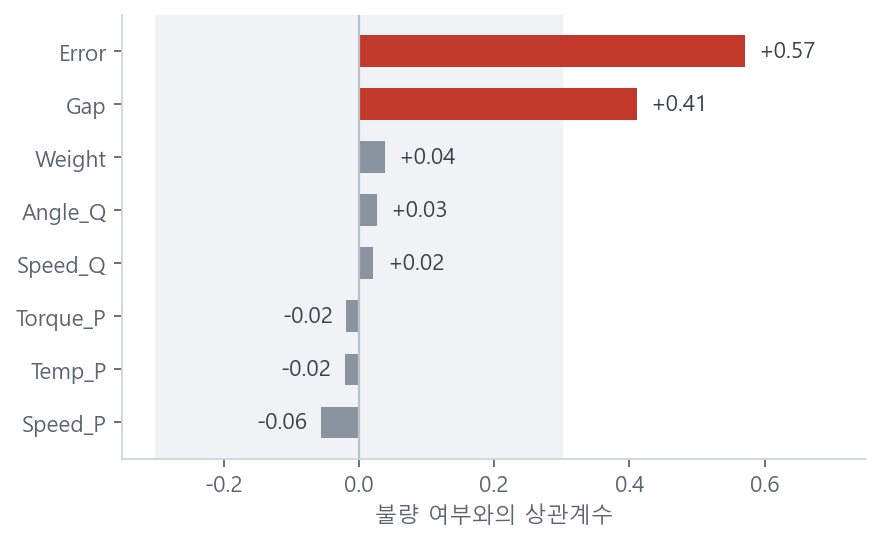 Error +0.57
Gap +0.41
Weight +0.04
Angle_Q +0.03
Speed_Q +0.02
Torque_P -0.02
Temp_P -0.02
Speed_P -0.06
-0.2 0.0 0.2 0.4 0.6
불량 여부와의 상관계수